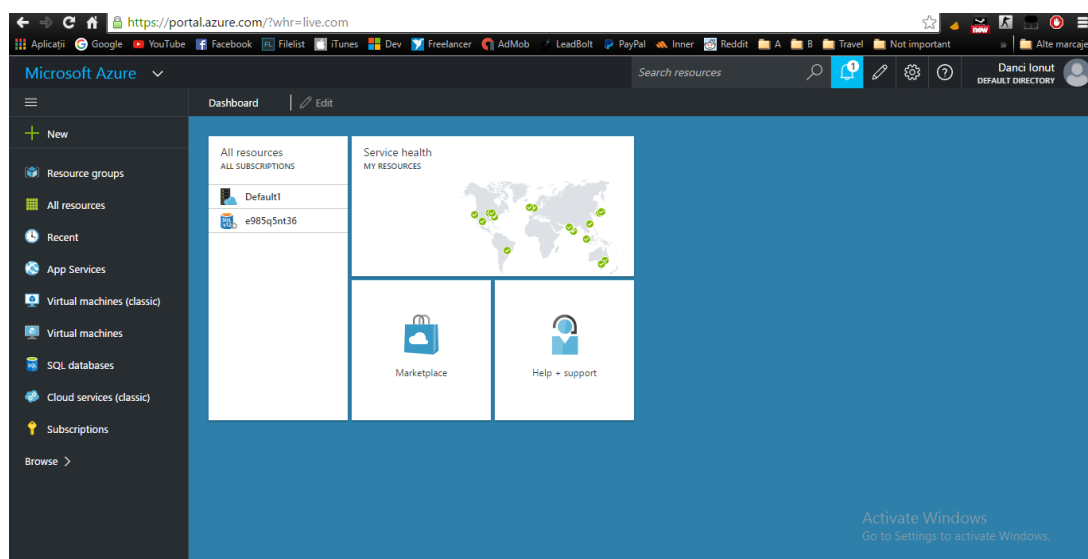 https://portal.azure.com/?whr=live.com
new
Aplicații Google YouTube Facebook Filelist iTunes Dev Freelancer AdMob LeadBolt PayPal Inner Reddit A B Travel Not important » Alte marcaje
Microsoft Azure Search resources 1 Danci Ionut
DEFAULT DIRECTORY
Dashboard Edit
New
Resource groups
All resources
Recent
App Services
Virtual machines (classic)
Virtual machines
SQL databases
Cloud services (classic)
Subscriptions
Browse >
All resources
ALL SUBSCRIPTIONS
Default1
e985q5nt36
Service health
MY RESOURCES
Marketplace
Help + support
Activate Windows
Go to Settings to activate Windows.